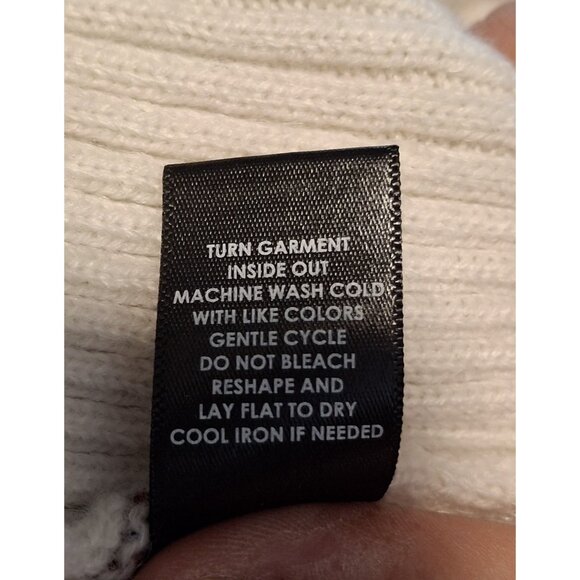 TURN GARMENT
INSIDE OUT
MACHINE WASH COLD
WITH LIKE COLORS
GENTLE CYCLE
DO NOT BLEACH
RESHAPE AND
LAY FLAT TO DRY
COOL IRON IF NEEDED